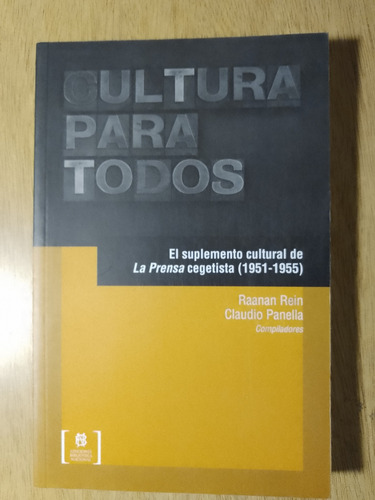 CULTURA
PARA
TODOS
El suplemento cultural de
La Prensa cegetista (1951-1955)
Raanan Rein
Claudio Panella
Compiladores